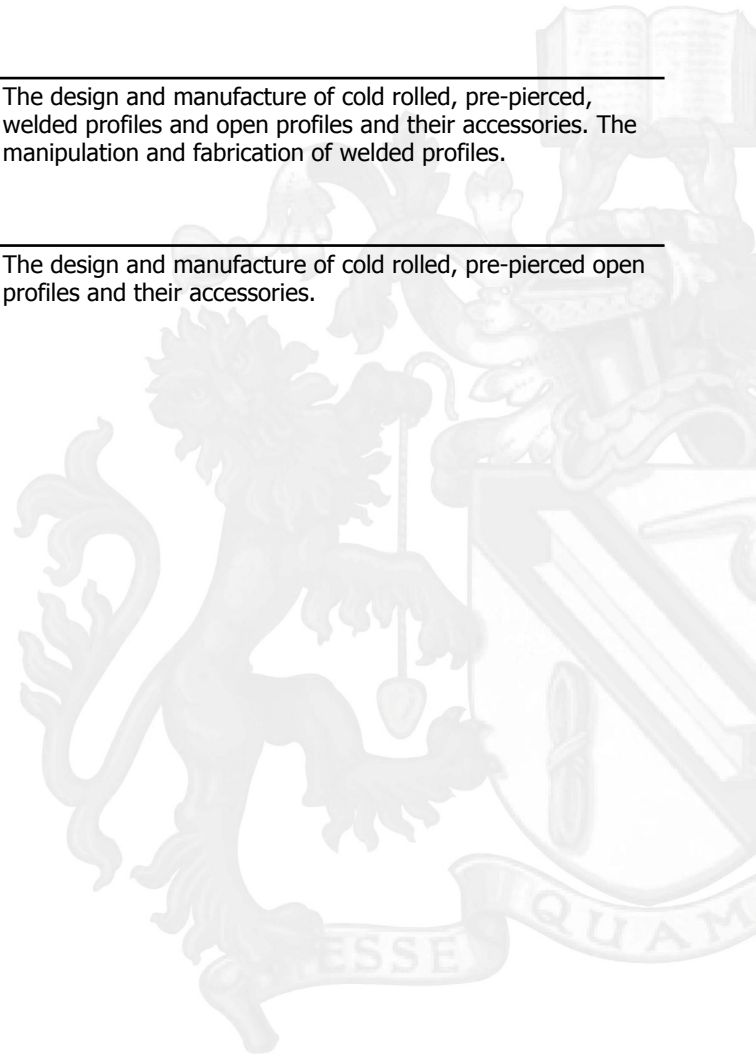 The design and manufacture of cold rolled, pre-pierced,
welded profiles and open profiles and their accessories. The
manipulation and fabrication of welded profiles.
The design and manufacture of cold rolled, pre-pierced open
profiles and their accessories.
ESSE
QUAM